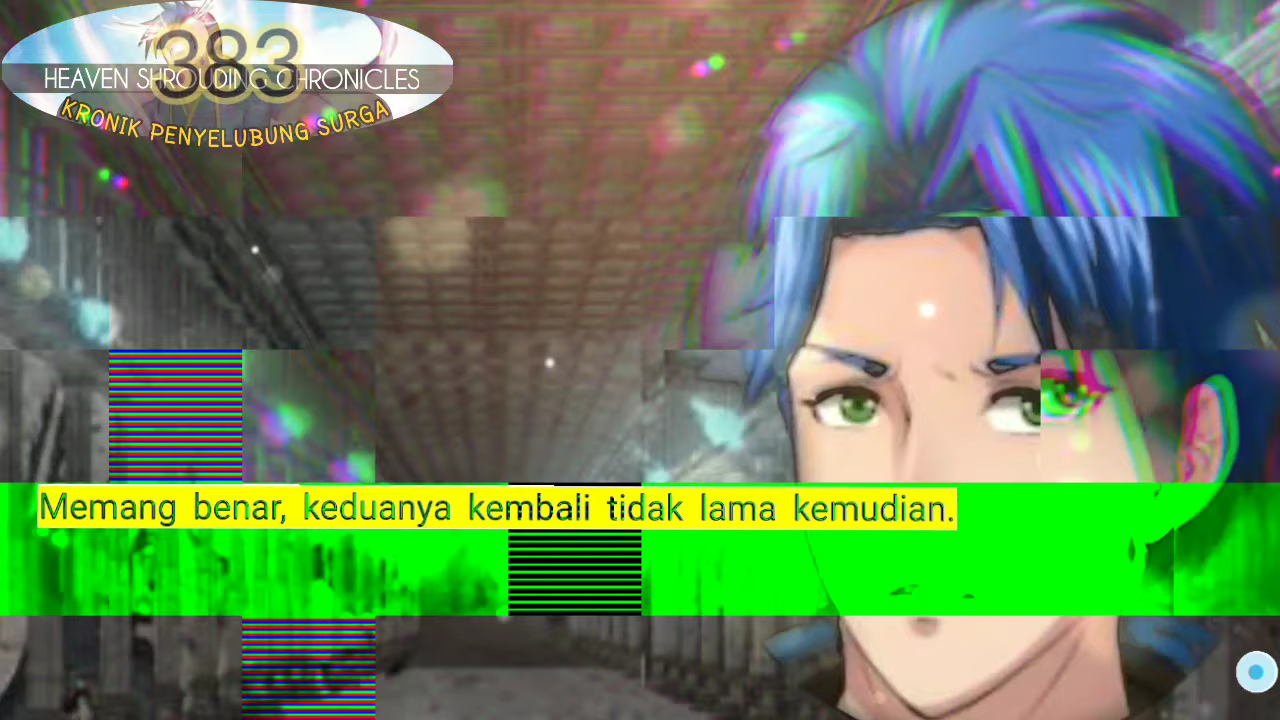 383
HEAVEN SHROUDING CHRONICLES
KRONIK PENYELUBUNG SURGA
Memang benar, keduanya kembali tidak lama kemudian.